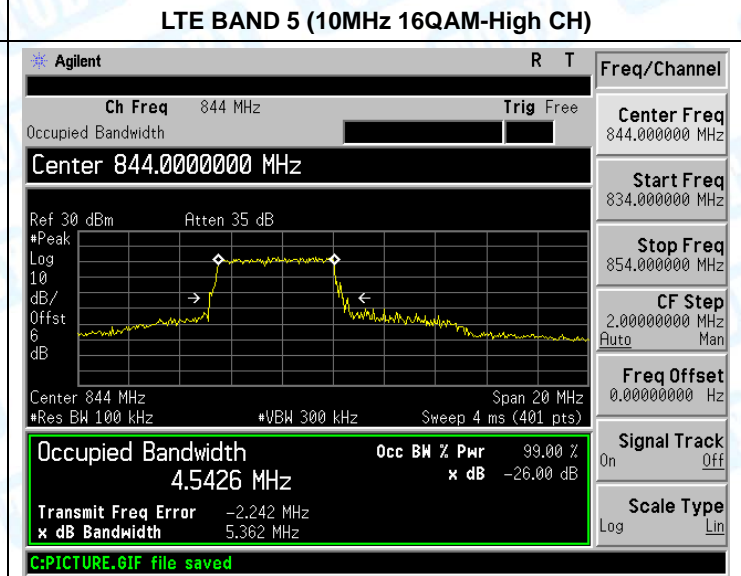 LTE BAND 5 (10MHz 16QAM-High CH)
Agilent R T
Ch Freq 844 MHz Trig Free
Occupied Bandwidth
Center 844.0000000 MHz
Ref 30 dBm Atten 35 dB
#Peak
Log
10
dB/
Offst
6
dB
Center 844 MHz Span 20 MHz
#Res BW 100 kHz #VBW 300 kHz Sweep 4 ms (401 pts)
Occupied Bandwidth
4.5426 MHz
Occ BW % Pwr 99.00 %
x dB -26.00 dB
Transmit Freq Error -2.242 MHz
x dB Bandwidth 5.362 MHz
C:PICTURE.GIF file saved
Freq/Channel
Center Freq
844.000000 MHz
Start Freq
834.000000 MHz
Stop Freq
854.000000 MHz
CF Step
2.00000000 MHz
Auto Man
Freq Offset
0.00000000 Hz
Signal Track
On Off
Scale Type
Log Lin